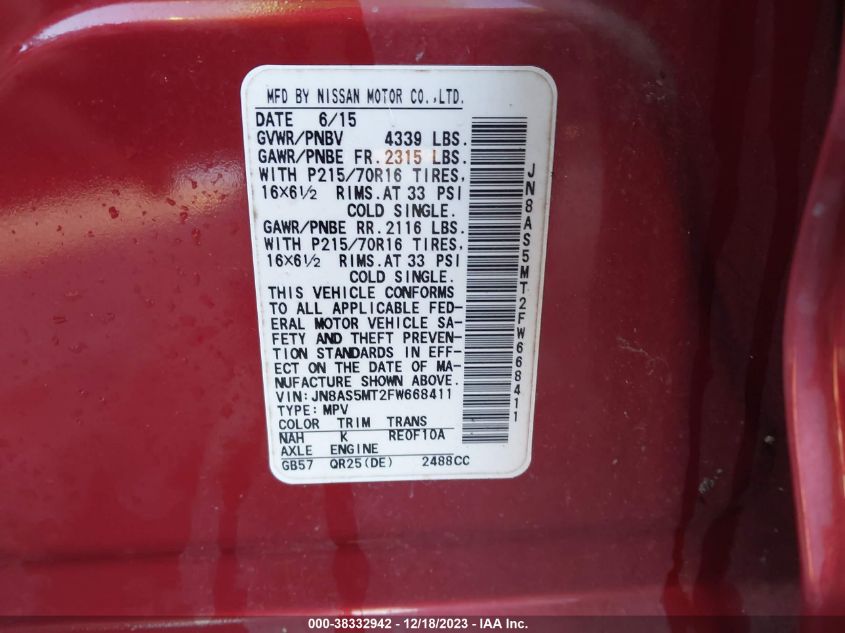 MFD BY NISSAN MOTOR CO.,LTD.
DATE 6/15
GVWR/PNBV 4339 LBS.
GAWR/PNBE FR.2315 LBS.
WITH P215/70R16 TIRES,
16×6½ RIMS.AT 33 PSI
COLD SINGLE.
GAWR/PNBE RR.2116 LBS.
WITH P215/70R16 TIRES,
16×6½ RIMS.AT 33 PSI
COLD SINGLE.
THIS VEHICLE CONFORMS
TO ALL APPLICABLE FED-
ERAL MOTOR VEHICLE SA-
FETY AND THEFT PREVEN-
TION STANDARDS IN EFF-
ECT ON THE DATE OF MA-
NUFACTURE SHOWN ABOVE.
VIN:JN8AS5MT2FW668411
TYPE:MPV
COLOR TRIM TRANS
NAH K RE0F10A
AXLE ENGINE
GB57 QR25(DE) 2488CC
JN8AS5MT2FW668411
000-38332942 - 12/18/2023 - IAA Inc.